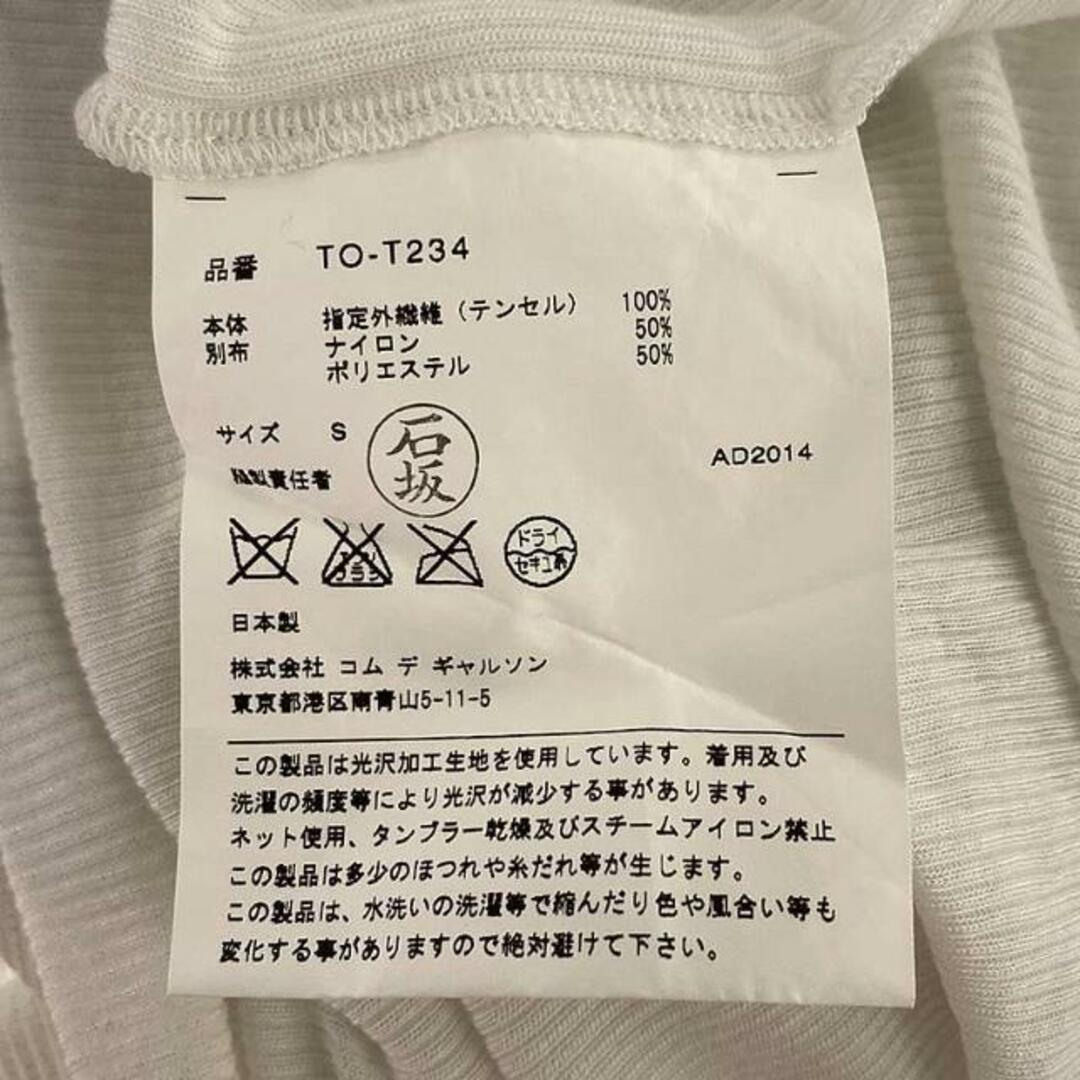 品番 TO-T234
本体 指定外繊維（テンセル） 100%
別布 ナイロン 50%
ポリエステル 50%
サイズ S
石坂
AD2014
縫製責任者
エンソサラシ
ドライ
セキユ系
日本製
株式会社 コム デ ギャルソン
東京都港区南青山5-11-5
この製品は光沢加工生地を使用しています。着用及び
洗濯の頻度等により光沢が減少する事があります。
ネット使用、タンブラー乾燥及びスチームアイロン禁止
この製品は多少のほつれや糸だれ等が生じます。
この製品は、水洗いの洗濯等で縮んだり色や風合い等も
変化する事がありますので絶対避けて下さい。